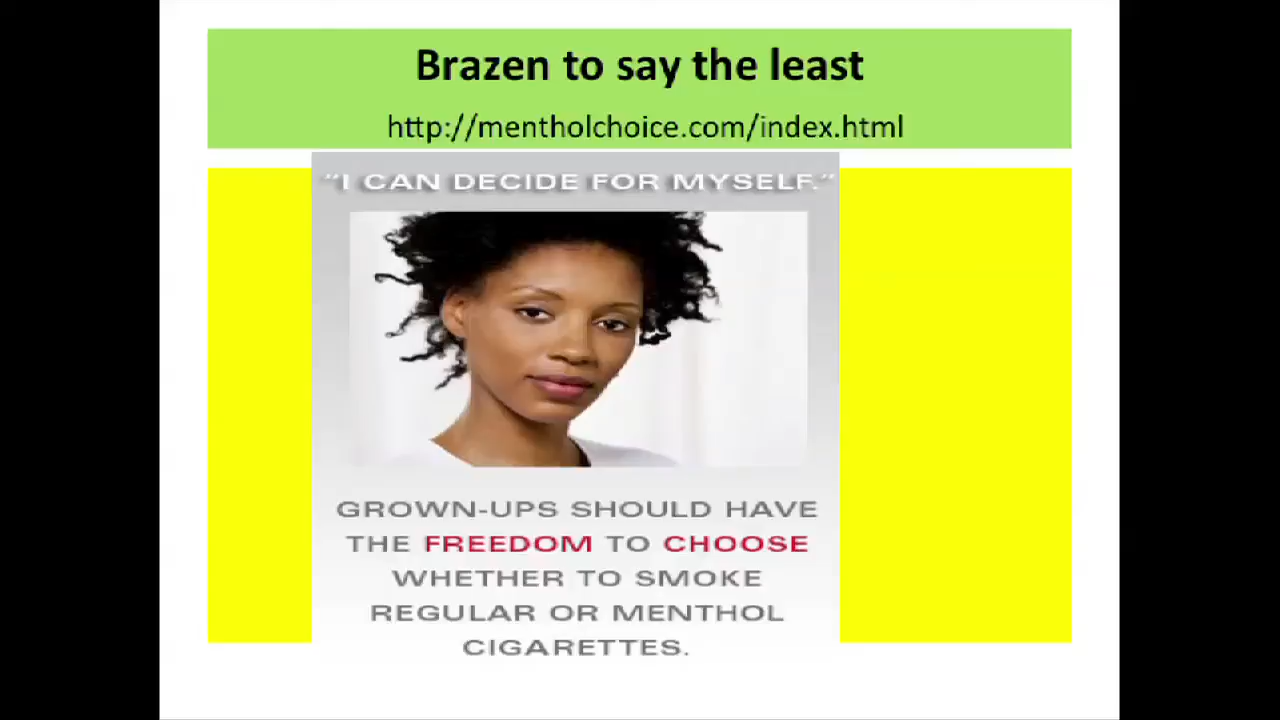 Brazen to say the least
http://mentholchoice.com/index.html
"I CAN DECIDE FOR MYSELF."
GROWN-UPS SHOULD HAVE
THE FREEDOM TO CHOOSE
WHETHER TO SMOKE
REGULAR OR MENTHOL
CIGARETTES.